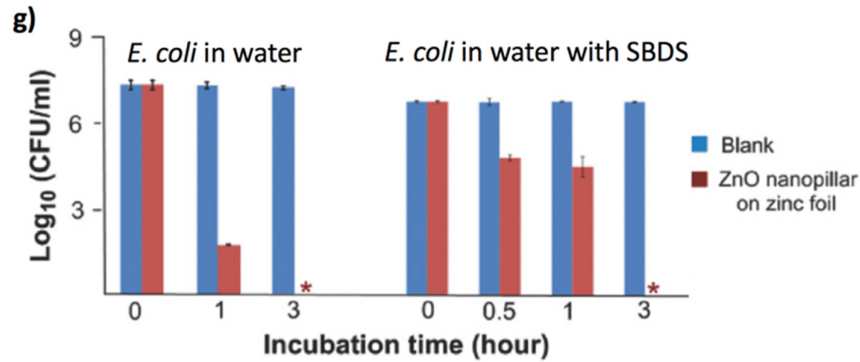 g)
E. coli in water
E. coli in water with SBDS
9
6
3
Log10 (CFU/ml)
0 1 3 0 0.5 1 3
* *
Incubation time (hour)
Blank
ZnO nanopillar
on zinc foil